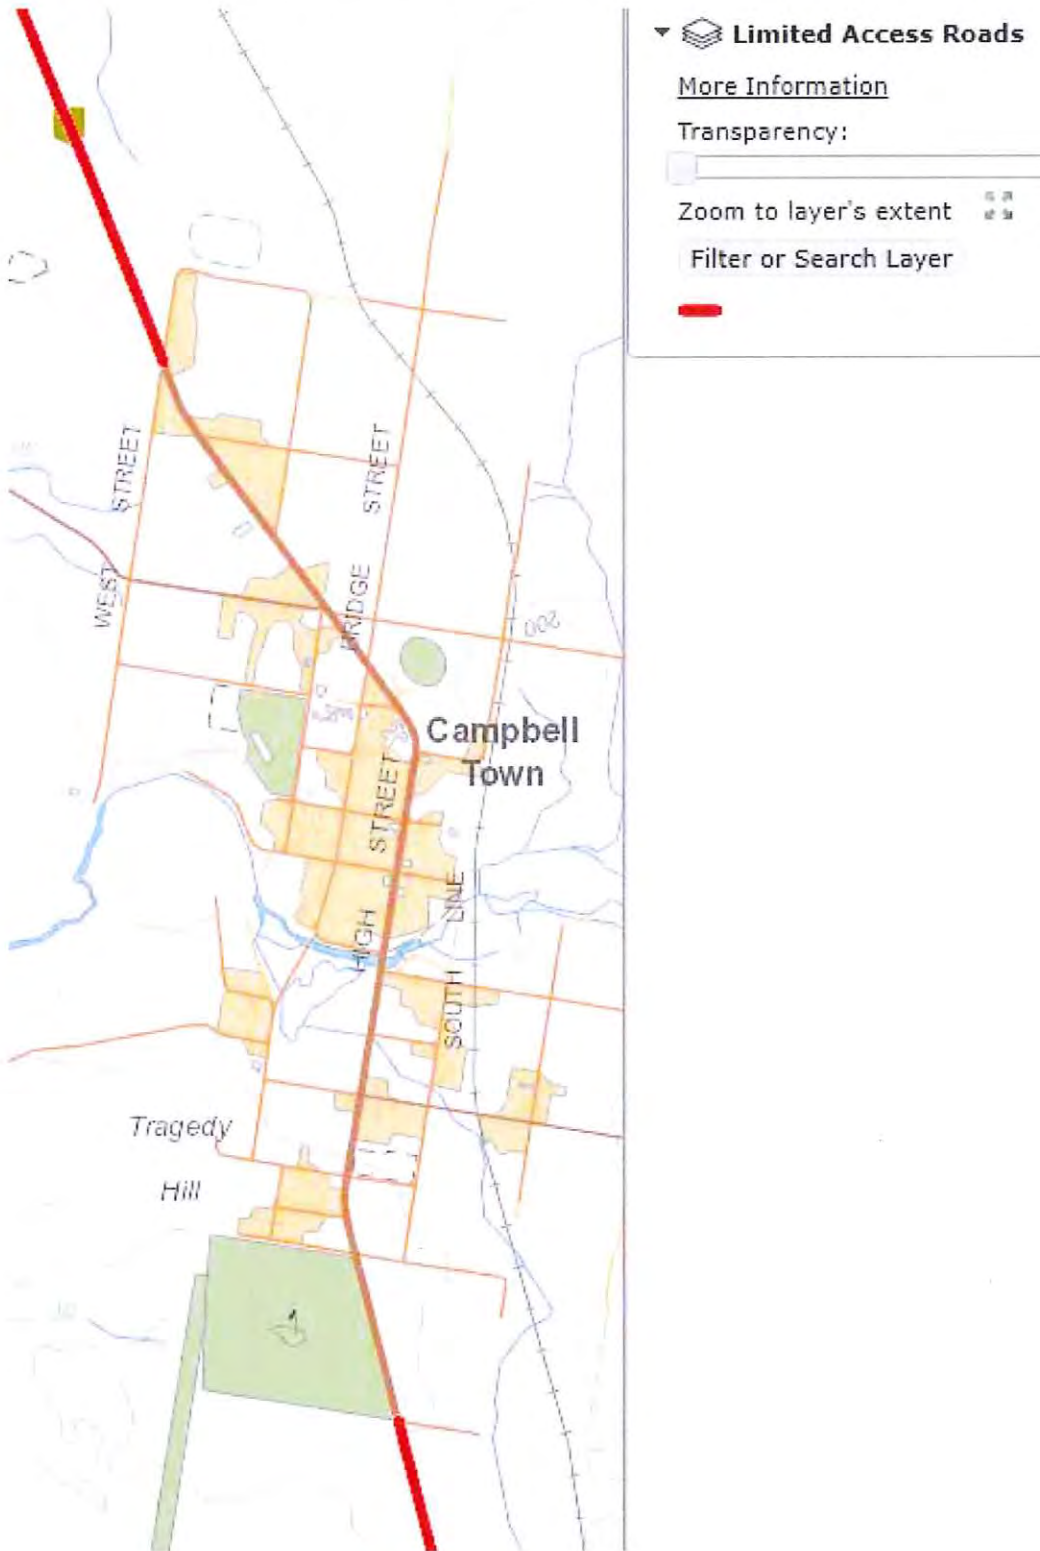 Limited Access Roads
More Information
Transparency:
Zoom to layer's extent
Filter or Search Layer
STREET
WEST
STREET
BRIDGE
200
Campbell
Town
STREET
HIGH
LINE
SOUTH
Tragedy
Hill